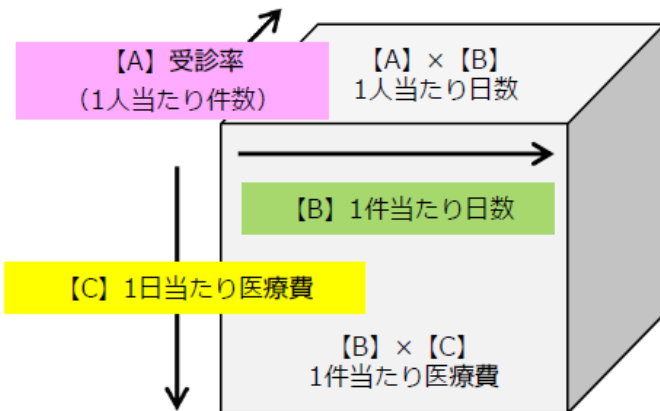 【A】受診率
（1人当たり件数）
【A】×【B】
1人当たり日数
【B】1件当たり日数
【C】1日当たり医療費
【B】×【C】
1件当たり医療費